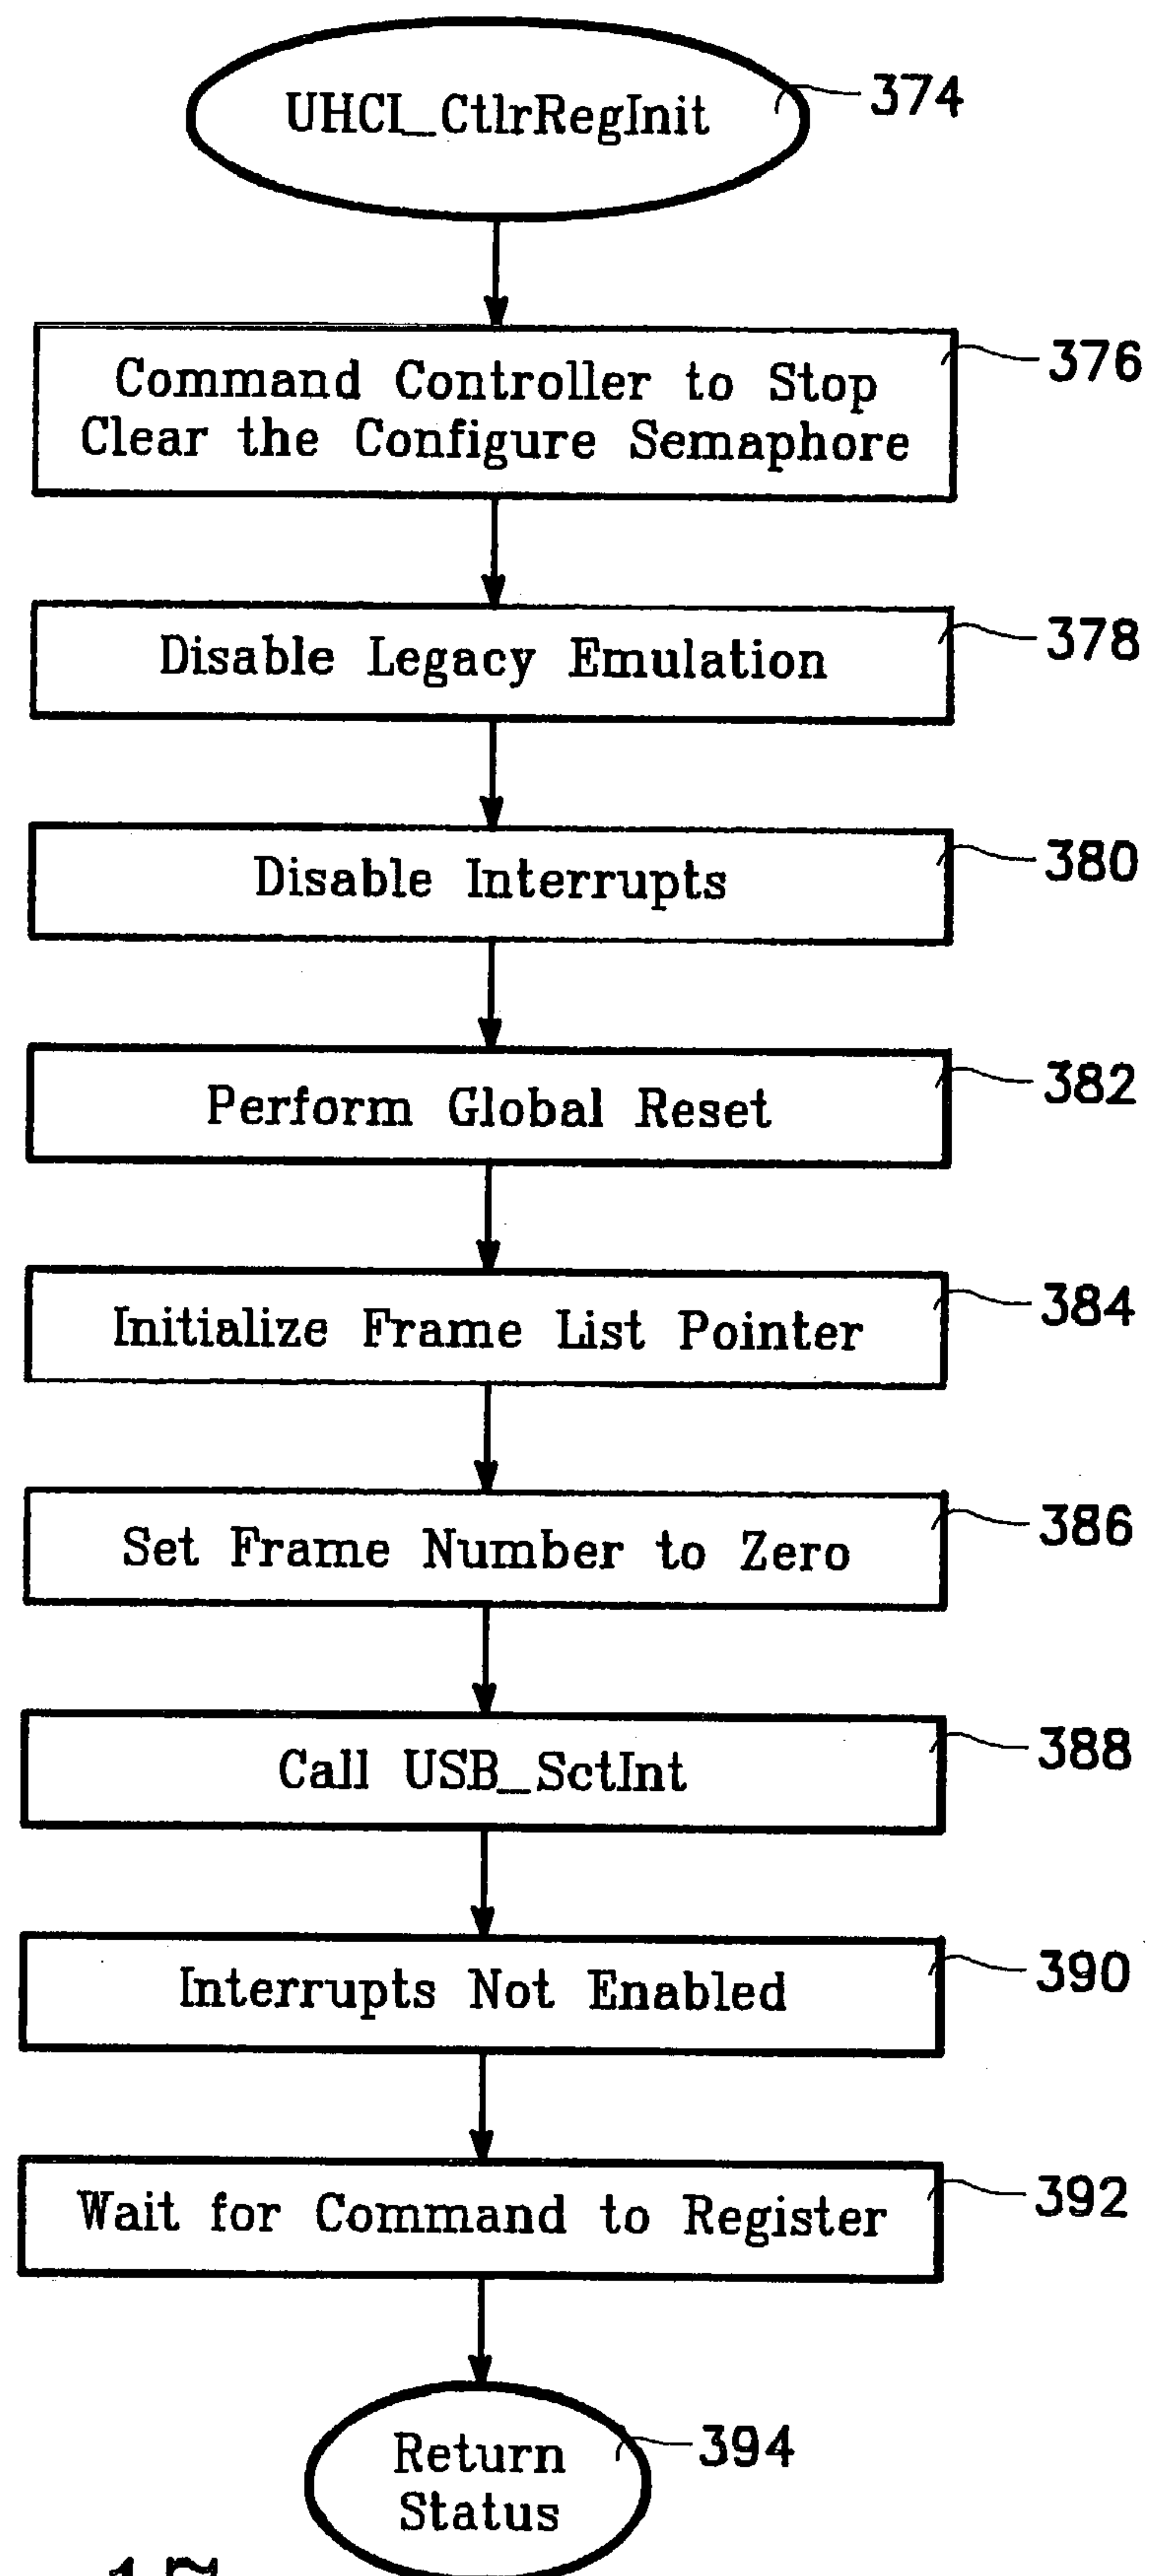 UHCI_CtlrRegInit
374
Command Controller to Stop
Clear the Configure Semaphore
376
Disable Legacy Emulation
378
Disable Interrupts
380
Perform Global Reset
382
Initialize Frame List Pointer
384
Set Frame Number to Zero
386
Call USB_SctInt
388
Interrupts Not Enabled
390
Wait for Command to Register
392
Return
Status
394